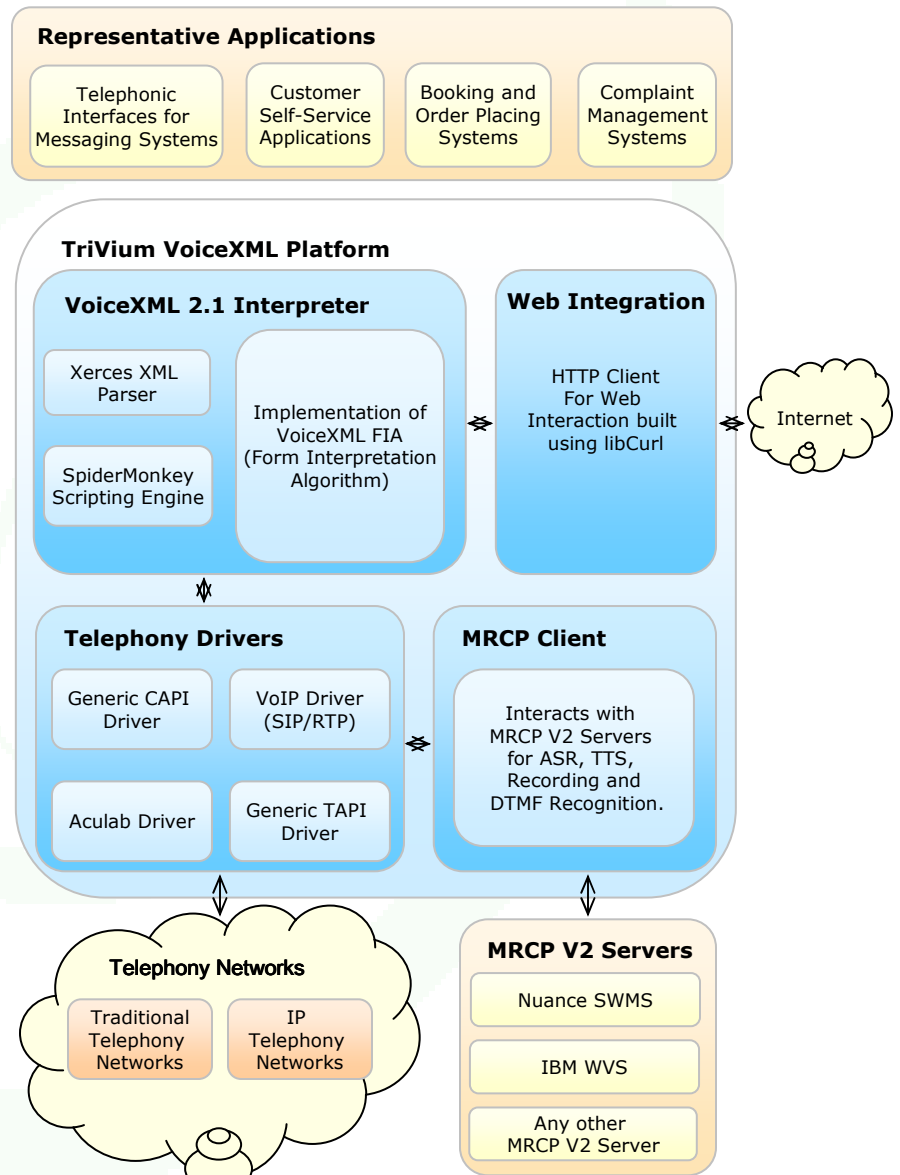 Representative Applications
Telephonic
Interfaces for
Messaging Systems
Customer
Self-Service
Applications
Booking and
Order Placing
Systems
Complaint
Management
Systems
TriVium VoiceXML Platform
VoiceXML 2.1 Interpreter
Xerces XML
Parser
SpiderMonkey
Scripting Engine
Implementation of
VoiceXML FIA
(Form Interpretation
Algorithm)
Web Integration
HTTP Client
For Web
Interaction built
using libCurl
Internet
Telephony Drivers
Generic CAPI
Driver
VoIP Driver
(SIP/RTP)
Aculab Driver
Generic TAPI
Driver
MRCP Client
Interacts with
MRCP V2 Servers
for ASR, TTS,
Recording and
DTMF Recognition.
Telephony Networks
Traditional
Telephony
Networks
IP
Telephony
Networks
MRCP V2 Servers
Nuance SWMS
IBM WVS
Any other
MRCP V2 Server